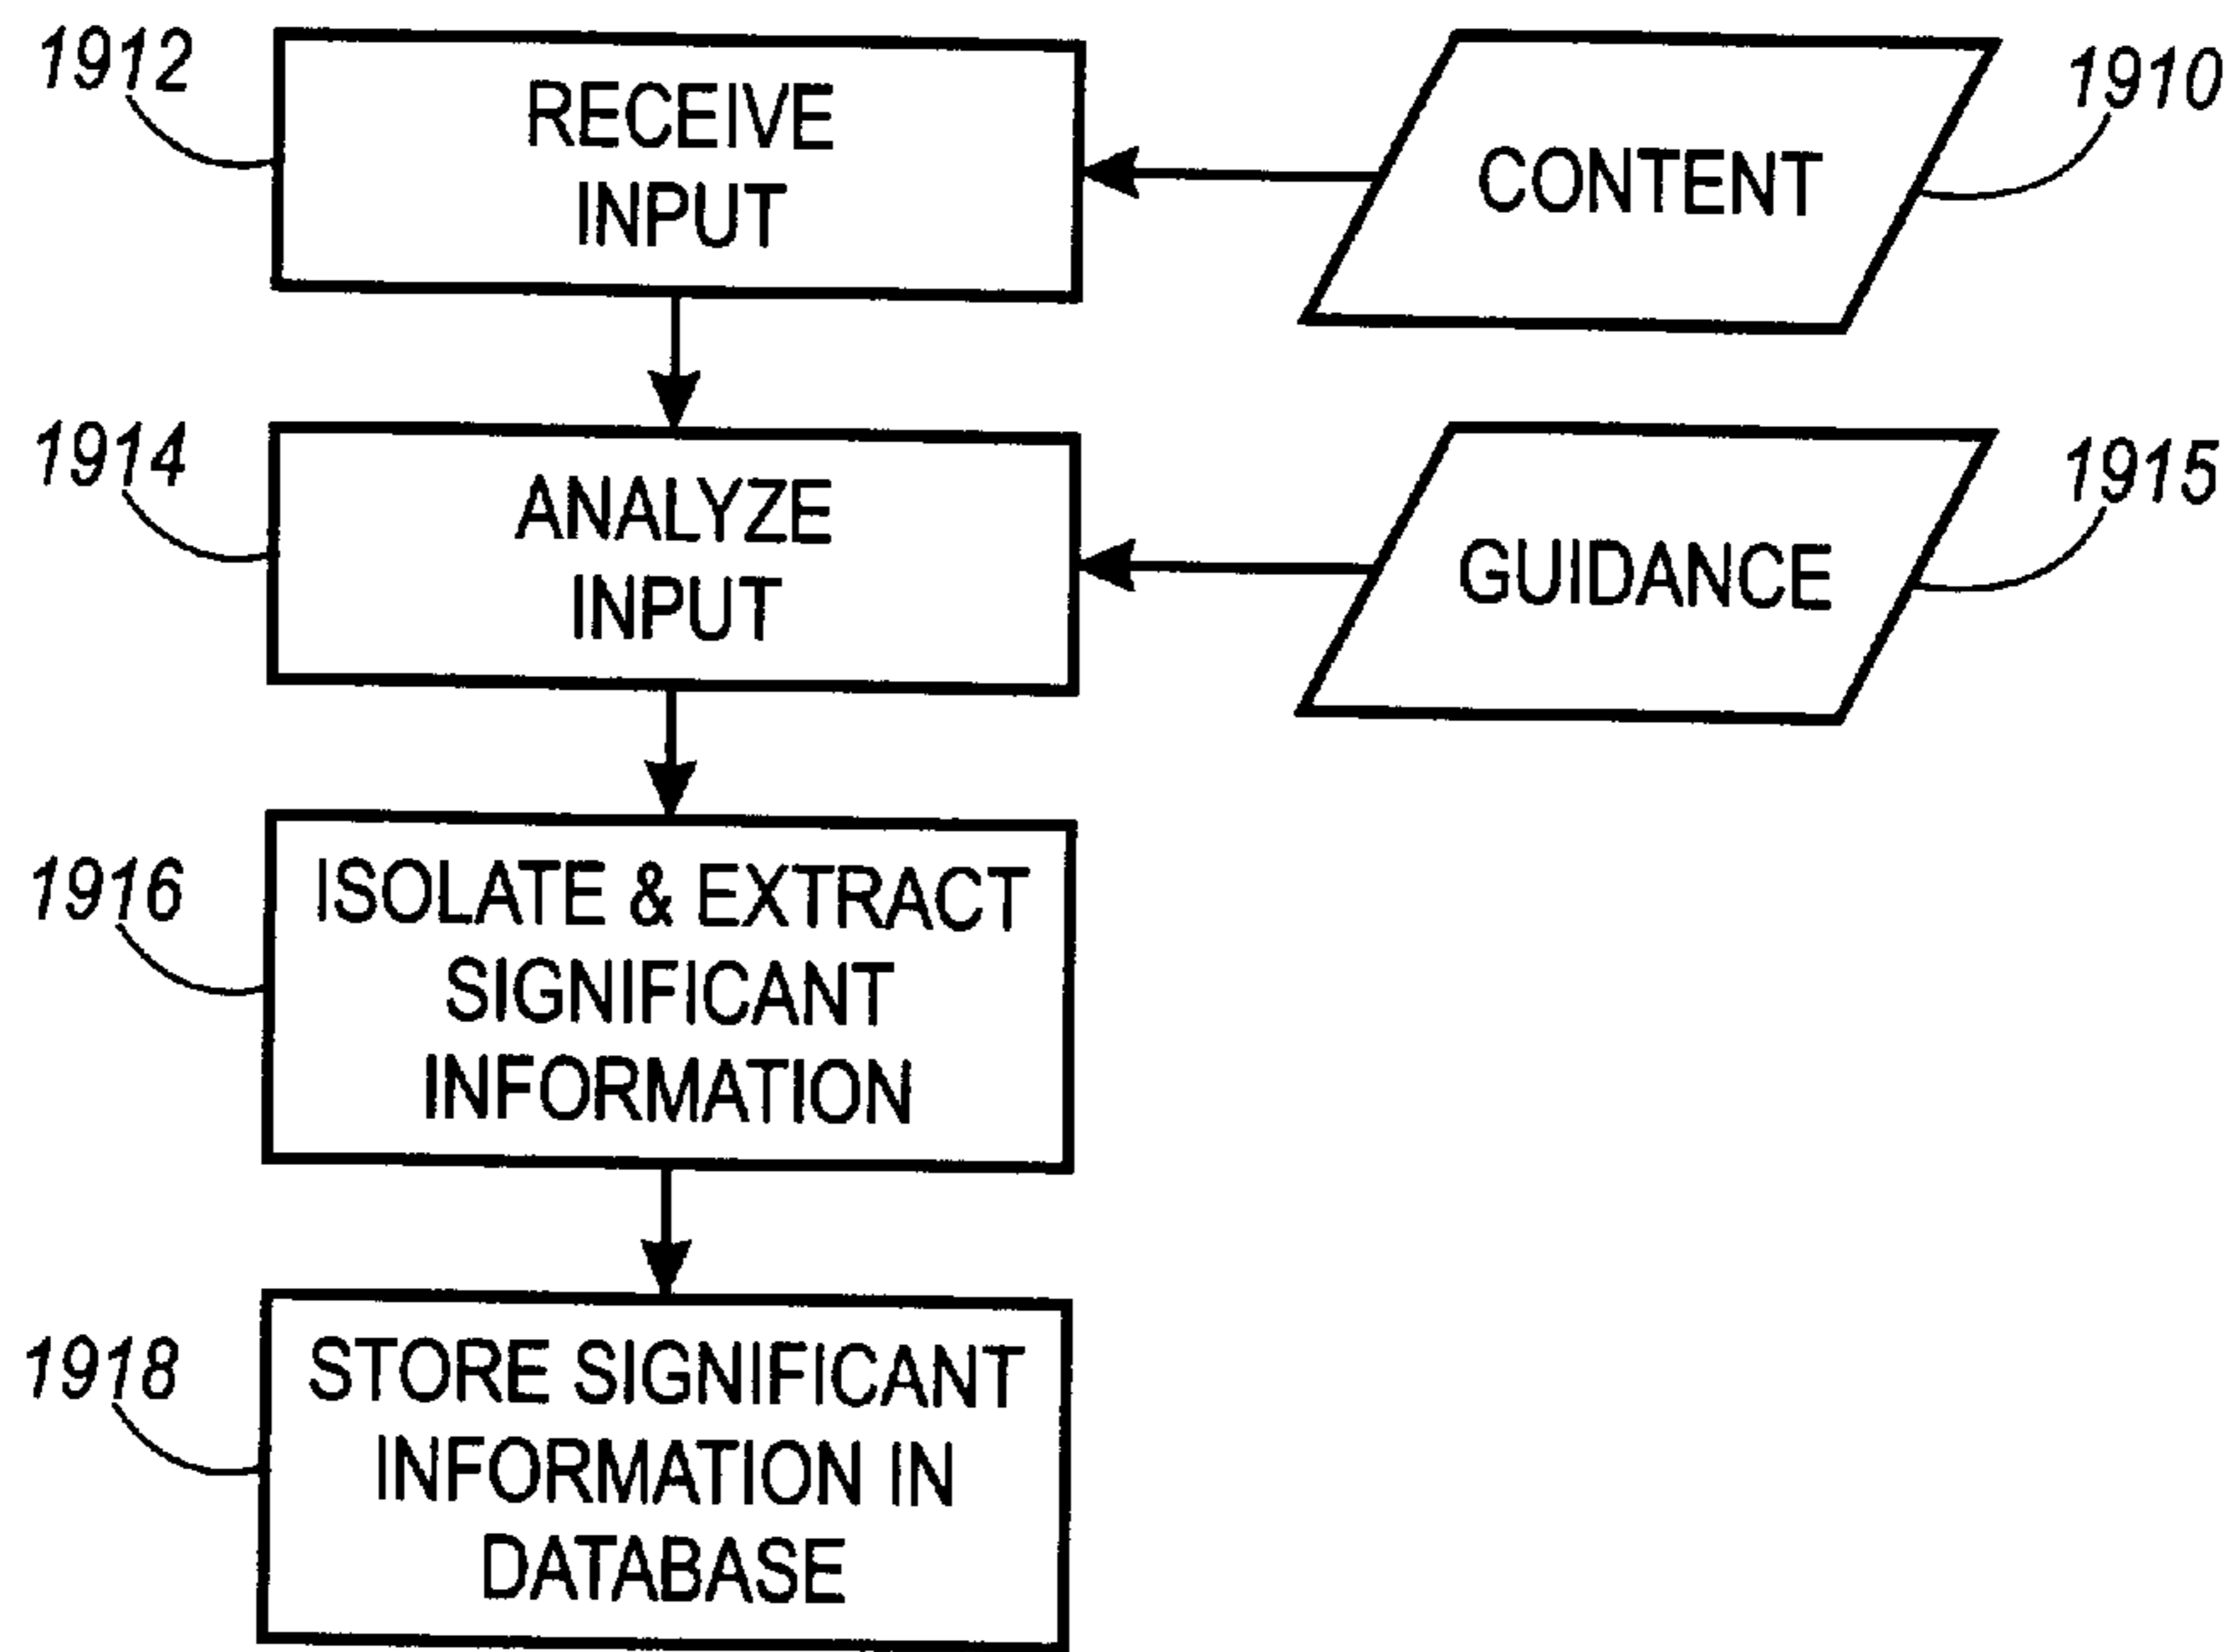 1912
RECEIVE
INPUT
CONTENT
1910
1914
ANALYZE
INPUT
GUIDANCE
1915
1916
ISOLATE & EXTRACT
SIGNIFICANT
INFORMATION
1918
STORE SIGNIFICANT
INFORMATION IN
DATABASE